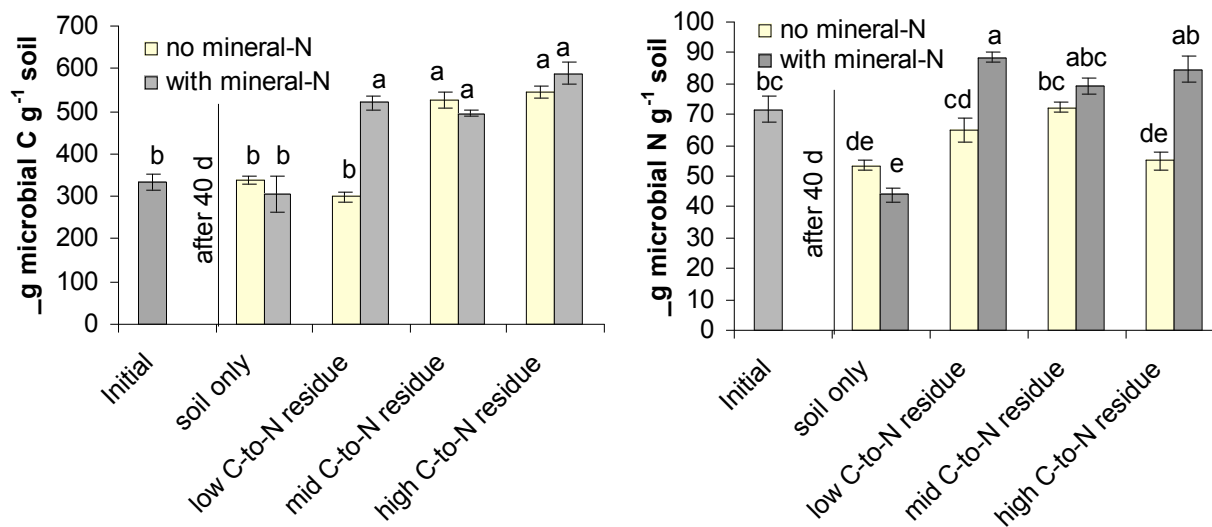 _g microbial C g-1 soil
700
600
500
400
300
200
100
0
no mineral-N
with mineral-N
b
b b
b a
a a
a a
after 40 d
Initial
soil only
low C-to-N residue
mid C-to-N residue
high C-to-N residue
_g microbial N g-1 soil
100
90
80
70
60
50
40
30
20
10
0
no mineral-N
with mineral-N
bc
de e
cd a
bc abc
de ab
after 40 d
Initial
soil only
low C-to-N residue
mid C-to-N residue
high C-to-N residue